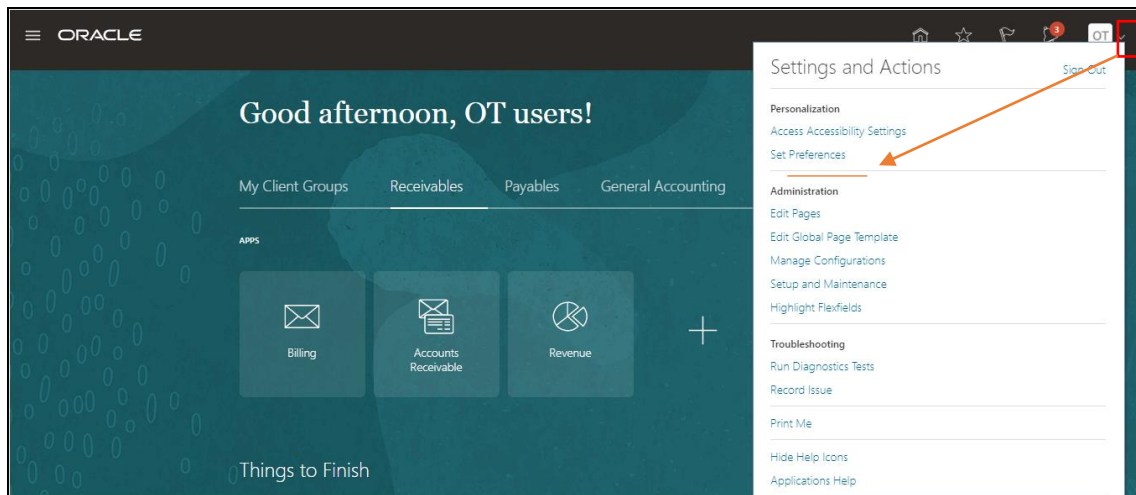 ORACLE
3
OT
Good afternoon, OT users!
My Client Groups Receivables Payables General Accounting
APPS
Billing
Accounts
Receivable
Revenue
Things to Finish
Settings and Actions
Sign Out
Personalization
Access Accessibility Settings
Set Preferences
Administration
Edit Pages
Edit Global Page Template
Manage Configurations
Setup and Maintenance
Highlight Flexfields
Troubleshooting
Run Diagnostics Tests
Record Issue
Print Me
Hide Help Icons
Applications Help